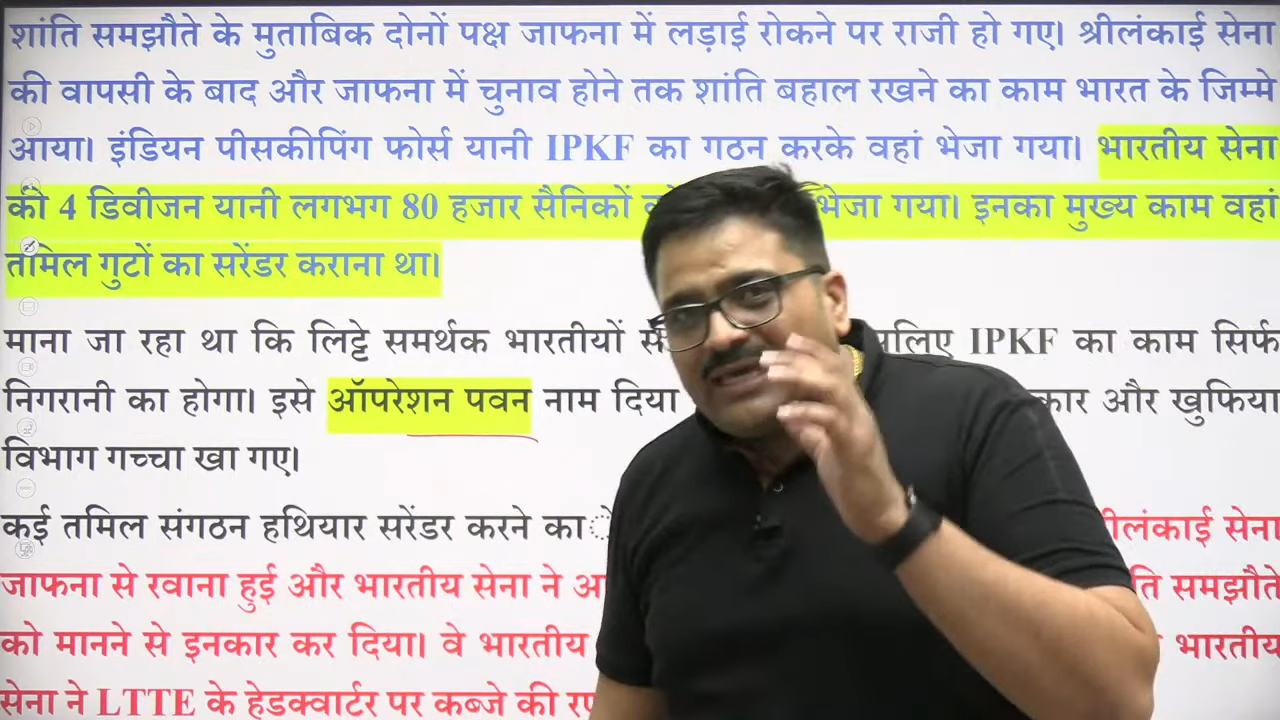 शांति समझौते के मुताबिक दोनों पक्ष जाफना में लड़ाई रोकने पर राजी हो गए। श्रीलंकाई सेना
की वापसी के बाद और जाफना में चुनाव होने तक शांति बहाल रखने का काम भारत के जिम्मे
आया। इंडियन पीसकीपिंग फोर्स यानी IPKF का गठन करके वहां भेजा गया। भारतीय सेना
की 4 डिवीजन यानी लगभग 80 हजार सैनिकों भेजा गया। इनका मुख्य काम वहां
तमिल गुटों का सरेंडर कराना था।
माना जा रहा था कि लिट्टे समर्थक भारतीयों IPKF का काम सिर्फ
निगरानी का होगा। इसे ऑपरेशन पवन नाम दिया और खुफिया
विभाग गच्चा खा गए।
कई तमिल संगठन हथियार सरेंडर करने काे श्रीलंकाई सेना
जाफना से रवाना हुई और भारतीय सेना ने समझौते
को मानने से इनकार कर दिया। वे भारतीय भारतीय
सेना ने LTTE के हेडक्वार्टर पर कब्जे की